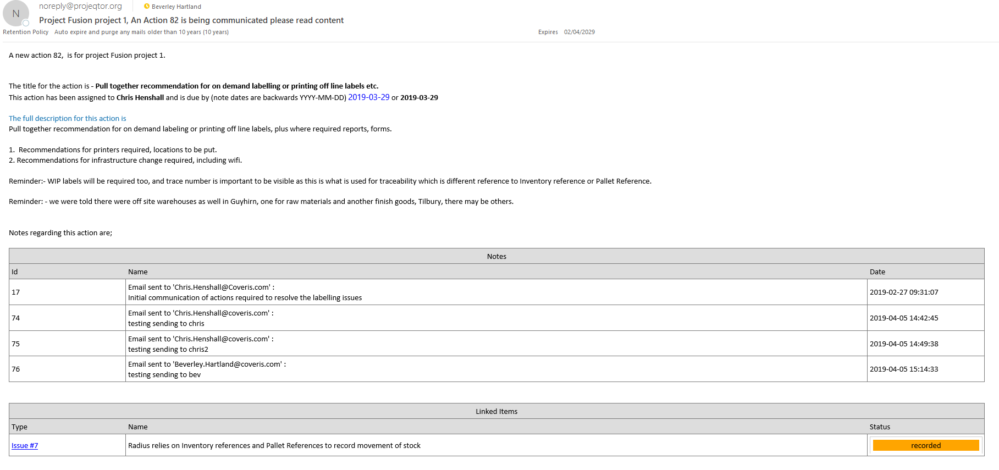 N
noreply@projeqtor.org
Beverley Hartland
Project Fusion project 1, An Action 82 is being communicated please read content
Retention Policy Auto expire and purge any mails older than 10 years (10 years) Expires 02/04/2029
A new action 82,  is for project Fusion project 1.
The title for the action is - Pull together recommendation for on demand labelling or printing off line labels etc.
This action has been assigned to Chris Henshall and is due by (note dates are backwards YYYY-MM-DD) 2019-03-29 or 2019-03-29
The full description for this action is
Pull together recommendation for on demand labeling or printing off line labels, plus where required reports, forms.
1.  Recommendations for printers required, locations to be put.
2. Recommendations for infrastructure change required, including wifi.
Reminder:- WIP labels will be required too, and trace number is important to be visible as this is what is used for traceability which is different reference to Inventory reference or Pallet Reference.
Reminder: - we were told there were off site warehouses as well in Guyhirn, one for raw materials and another finish goods, Tilbury, there may be others.
Notes regarding this action are;
Notes
Id Name Date
17
Email sent to 'Chris.Henshall@Coveris.com' :
Initial communication of actions required to resolve the labelling issues
2019-02-27 09:31:07
74
Email sent to 'Chris.Henshall@coveris.com' :
testing sending to chris
2019-04-05 14:42:45
75
Email sent to 'Chris.Henshall@coveris.com' :
testing sending to chris2
2019-04-05 14:49:38
76
Email sent to 'Beverley.Hartland@coveris.com' :
testing sending to bev
2019-04-05 15:14:33
Linked Items
Type Name Status
Issue #7 Radius relies on Inventory references and Pallet References to record movement of stock recorded